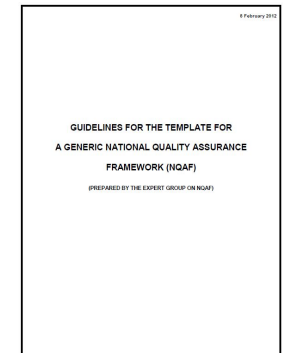 6 February 2012
GUIDELINES FOR THE TEMPLATE FOR
A GENERIC NATIONAL QUALITY ASSURANCE
FRAMEWORK (NQAF)
(PREPARED BY THE EXPERT GROUP ON NQAF)